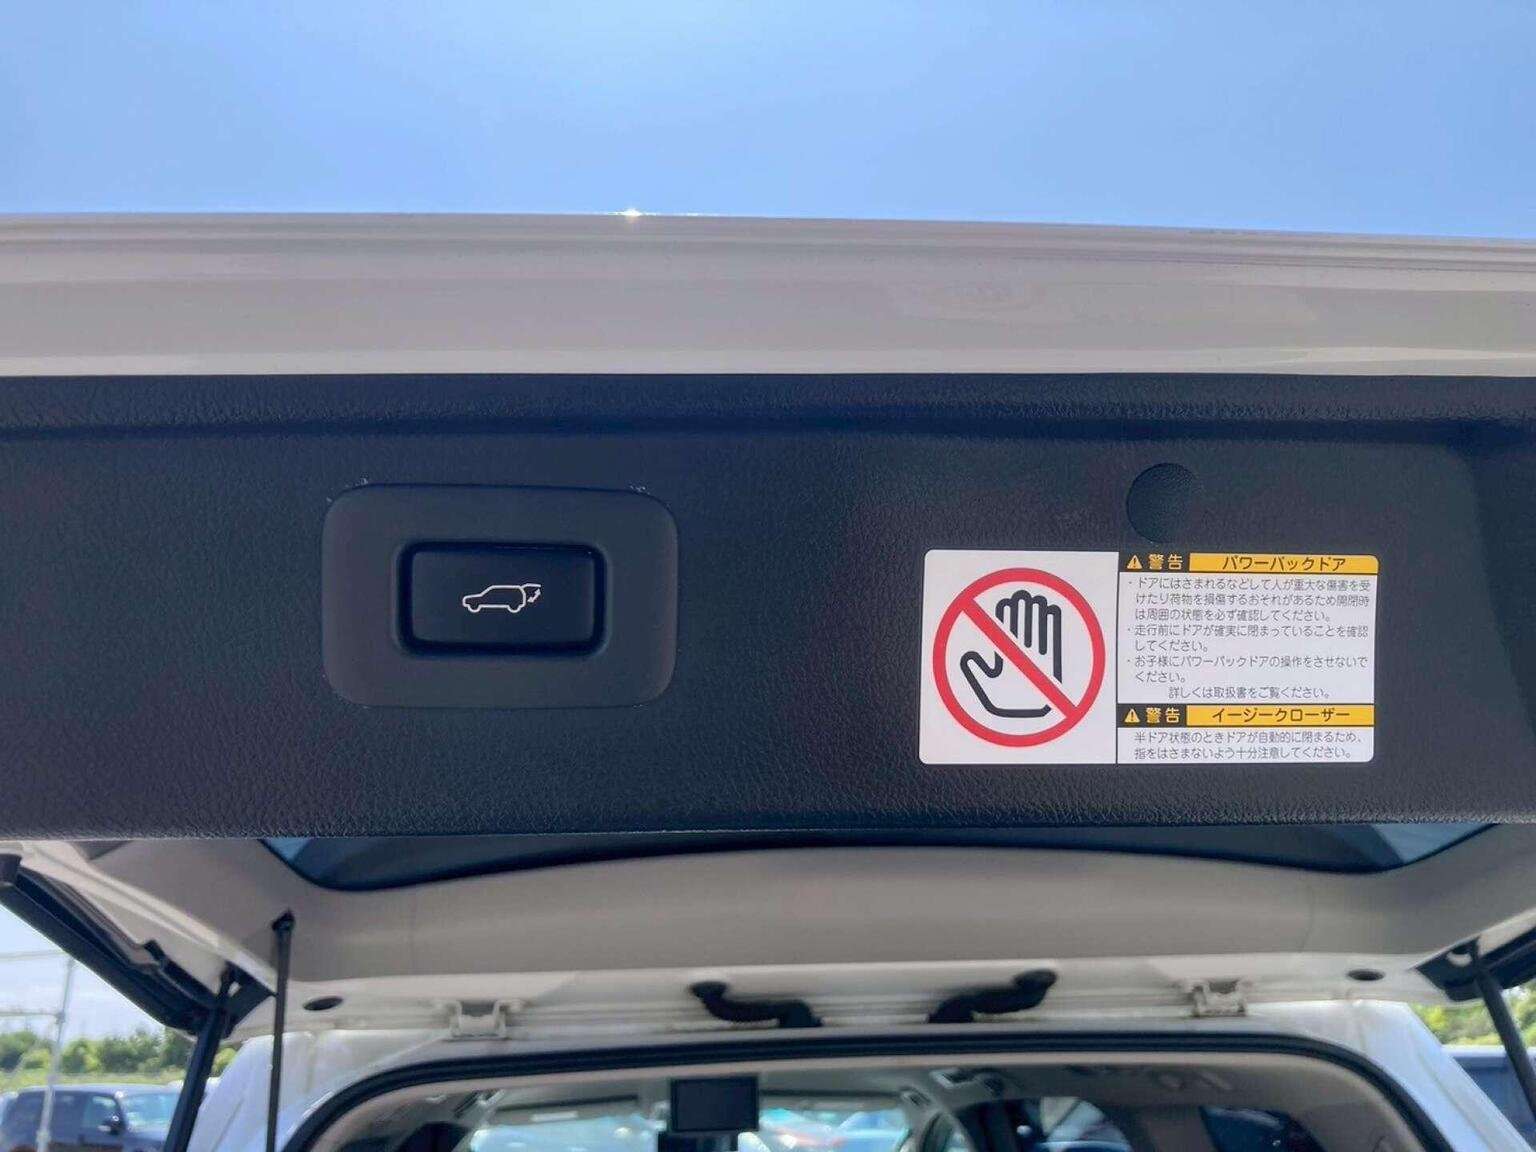 警告 パワーバックドア
・ドアにはさまれるなどして人が重大な傷害を受
けたり荷物を損傷するおそれがあるため開閉時
は周囲の状態を必ず確認してください。
・走行前にドアが確実に閉まっていることを確認
してください。
・お子様にパワーバックドアの操作をさせないで
ください。
詳しくは取扱書をご覧ください。
警告 イージークローザー
半ドア状態のときドアが自動的に閉まるため、
指をはさまないよう十分注意してください。